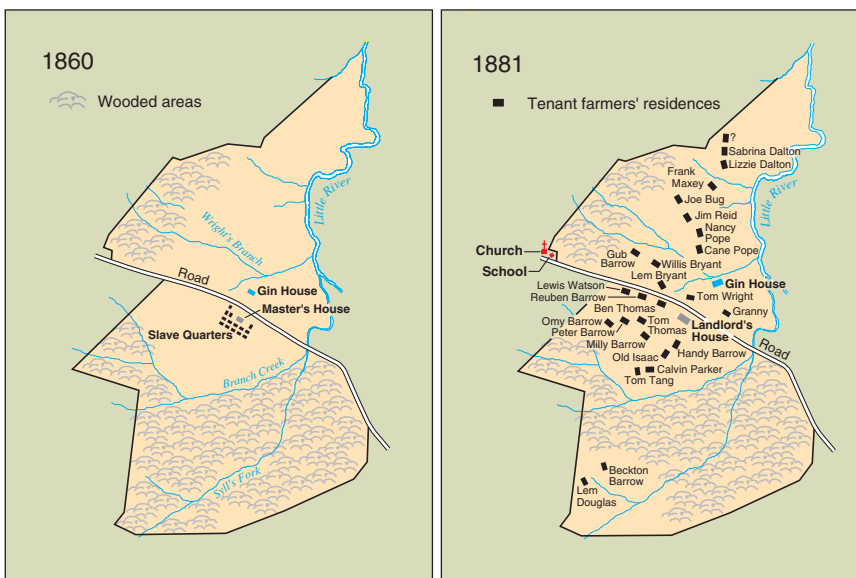 1860
Wooded areas
Little River
Wright's Branch
Road
Gin House
Master's House
Slave Quarters
Branch Creek
Syll's Fork
1881
Tenant farmers' residences
?
Sabrina Dalton
Lizzie Dalton
Frank
Maxey
Joe Bug
Little River
Jim Reid
Nancy
Pope
Cane Pope
Church
School
Gub
Barrow
Willis Bryant
Lem Bryant
Gin House
Lewis Watson
Reuben Barrow
Tom Wright
Ben Thomas
Granny
Omy Barrow
Peter Barrow
Tom
Thomas
Landlord's
House
Milly Barrow
Road
Old Isaac
Handy Barrow
Calvin Parker
Tom Tang
Beckton
Barrow
Lem
Douglas